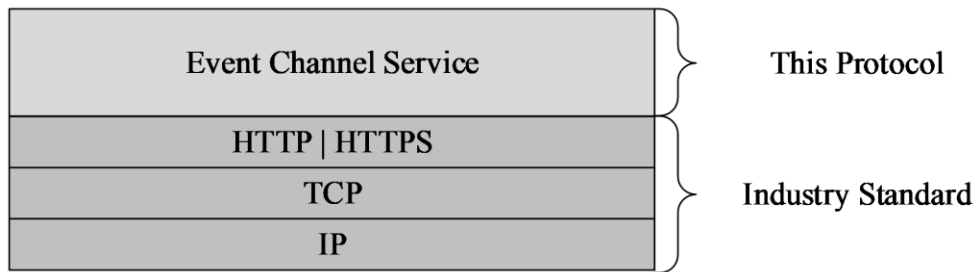 Event Channel Service
This Protocol
HTTP | HTTPS
TCP
Industry Standard
IP